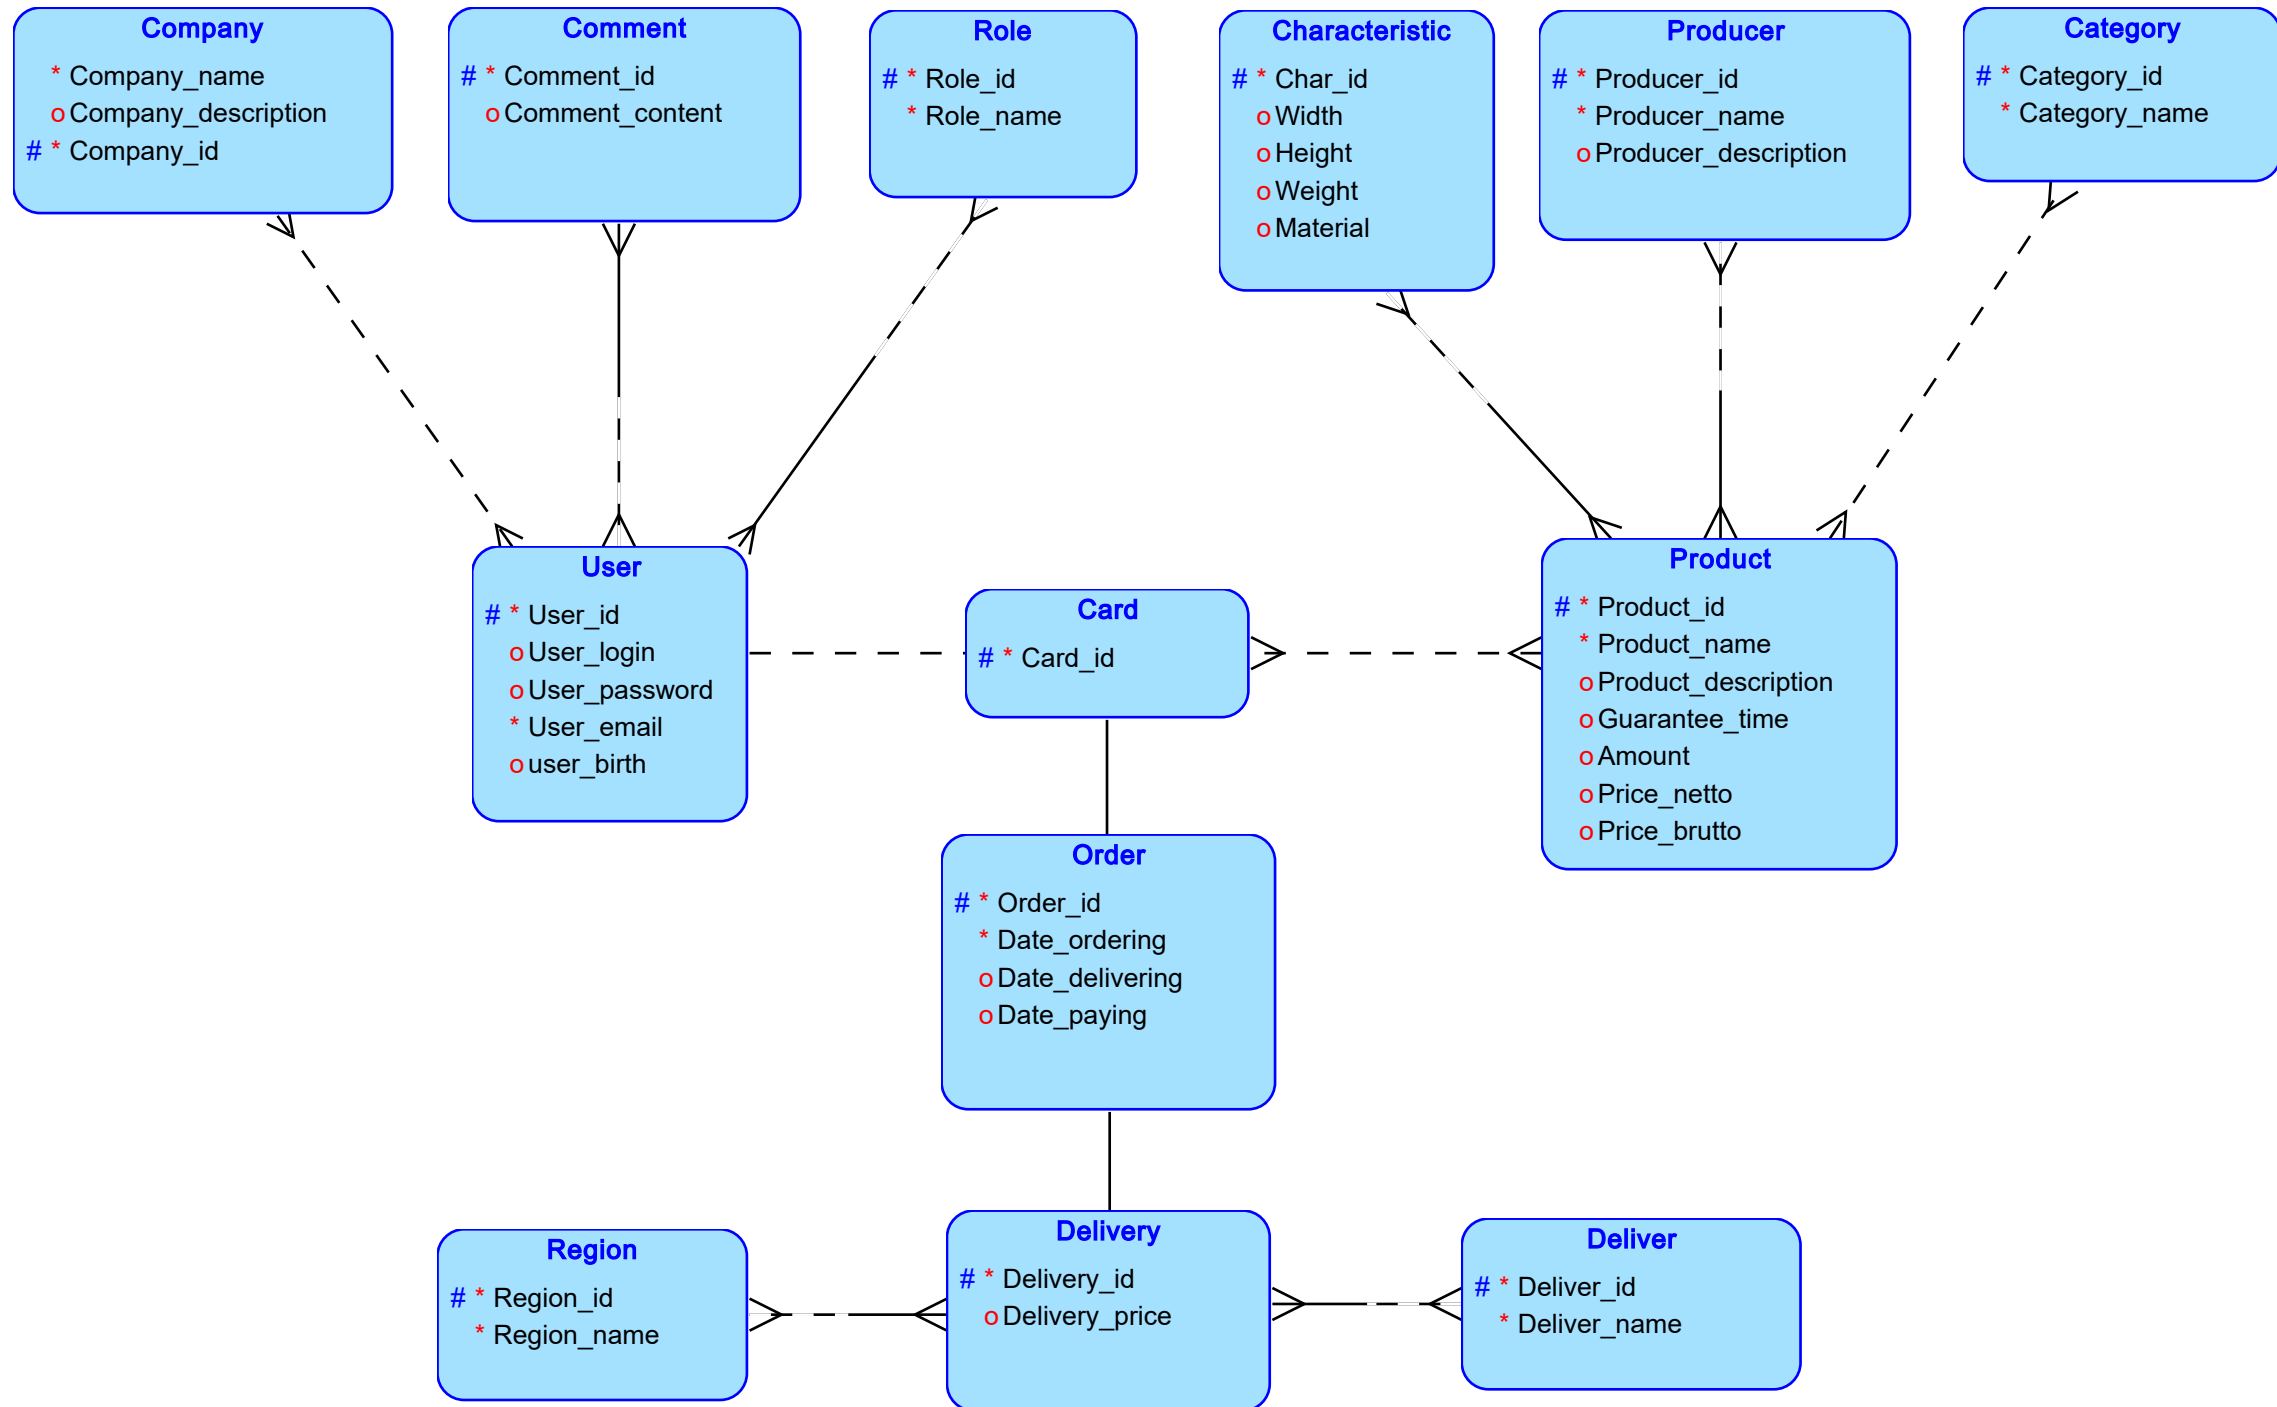 Company
* Company_name
o Company_description
# * Company_id
Comment
# * Comment_id
o Comment_content
Role
# * Role_id
* Role_name
Characteristic
# * Char_id
o Width
o Height
o Weight
o Material
Producer
# * Producer_id
* Producer_name
o Producer_description
Category
# * Category_id
* Category_name
User
# * User_id
o User_login
o User_password
* User_email
o user_birth
Card
# * Card_id
Product
# * Product_id
* Product_name
o Product_description
o Guarantee_time
o Amount
o Price_netto
o Price_brutto
Order
# * Order_id
* Date_ordering
o Date_delivering
o Date_paying
Region
# * Region_id
* Region_name
Delivery
# * Delivery_id
o Delivery_price
Deliver
# * Deliver_id
* Deliver_name